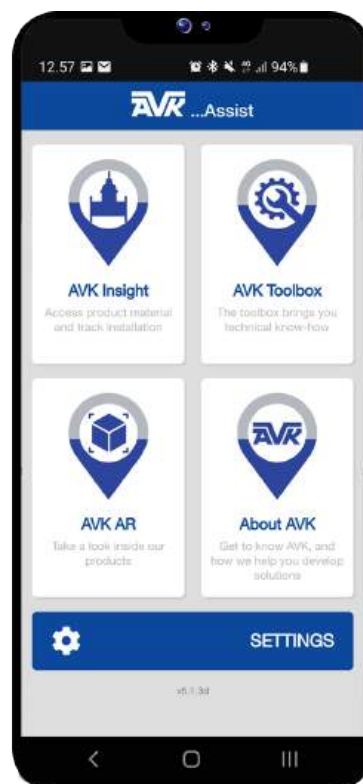 12.57 94%
AVK ...Assist
AVK Insight
Access product material
and track installation
AVK Toolbox
The toolbox brings you
technical know-how
AVK AR
Take a look inside our
products
AVK
About AVK
Get to know AVK, and
how we help you develop
solutions
SETTINGS
v5.1.3d